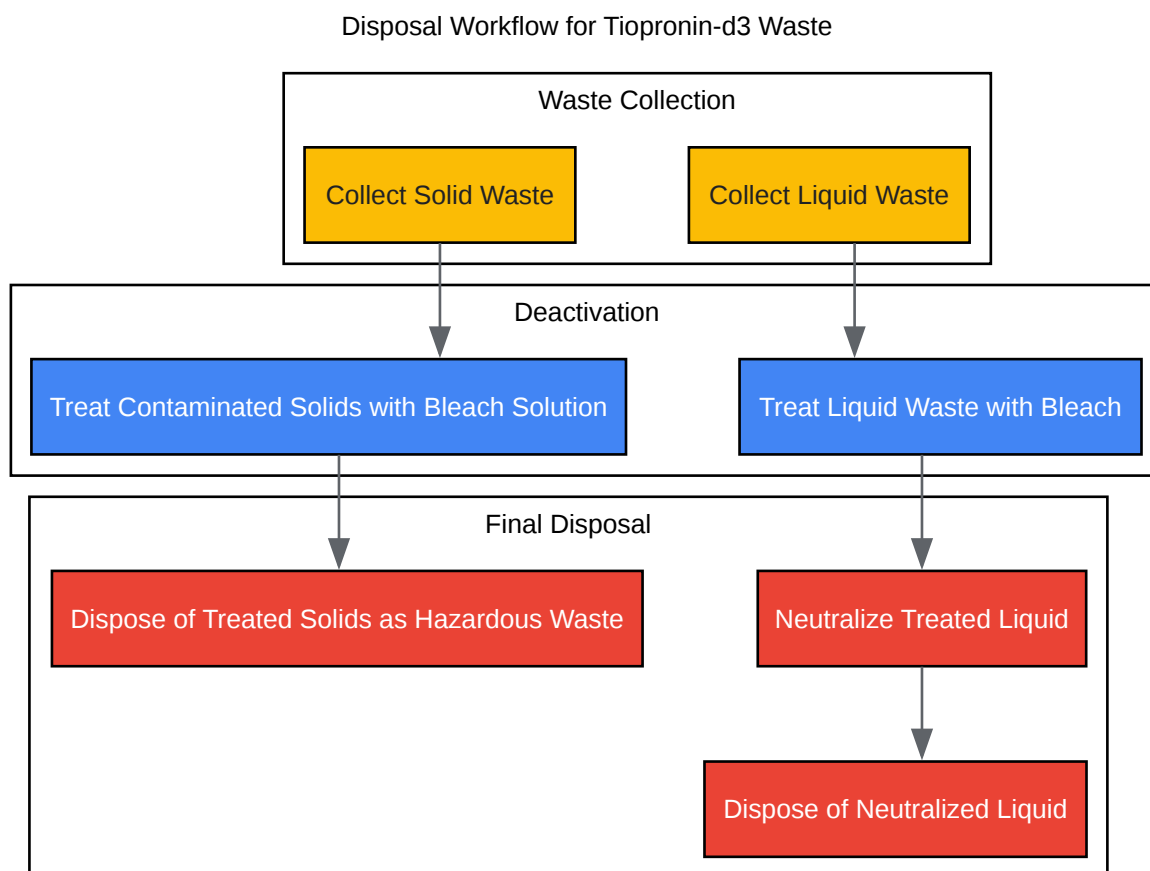 Disposal Workflow for Tiopronin-d3 Waste
Waste Collection
Collect Solid Waste
Collect Liquid Waste
Deactivation
Treat Contaminated Solids with Bleach Solution
Treat Liquid Waste with Bleach
Final Disposal
Dispose of Treated Solids as Hazardous Waste
Neutralize Treated Liquid
Dispose of Neutralized Liquid